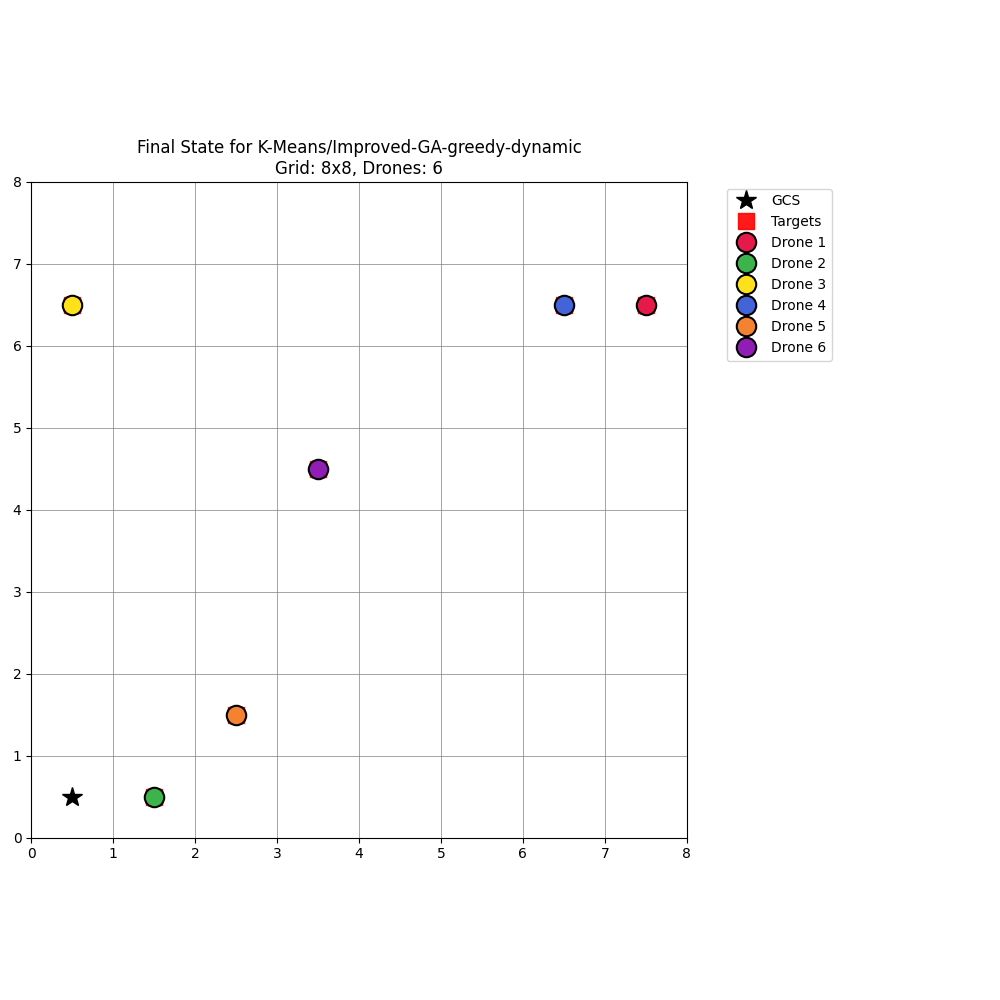 Final State for K-Means/Improved-GA-greedy-dynamic
Grid: 8x8, Drones: 6
8
7
6
5
4
3
2
1
0
0 1 2 3 4 5 6 7 8
GCS
Targets
Drone 1
Drone 2
Drone 3
Drone 4
Drone 5
Drone 6